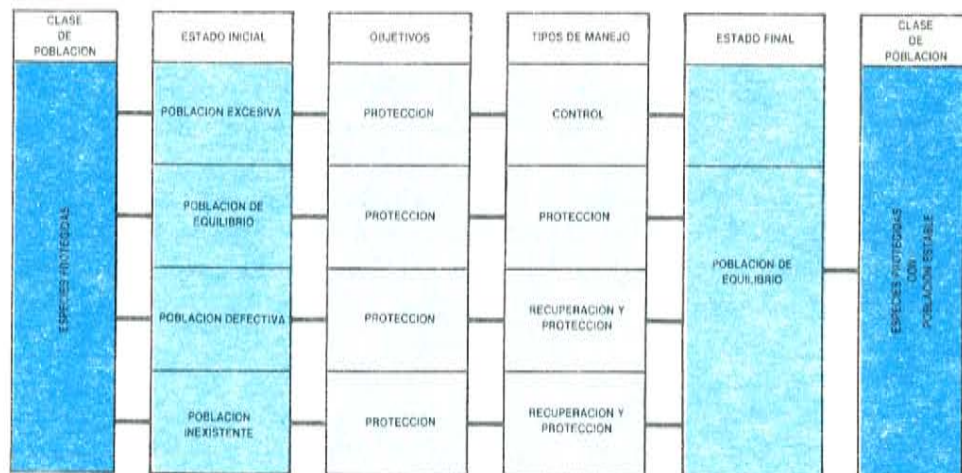 CLASE
DE
POBLACION
ESTADO INICIAL
OBJETIVOS
TIPOS DE MANEJO
ESTADO FINAL
CLASE
DE
POBLACION
ESPECIES PROTEGIDAS
POBLACION EXCESIVA
PROTECCION
CONTROL
POBLACION DE
EQUILIBRIO
PROTECCION
PROTECCION
POBLACION DEFECTIVA
PROTECCION
RECUPERACION Y
PROTECCION
POBLACION
INEXISTENTE
PROTECCION
RECUPERACION Y
PROTECCION
POBLACION DE
EQUILIBRIO
ESPECIES PROTEGIDAS
CON
POBLACION ESTABLE